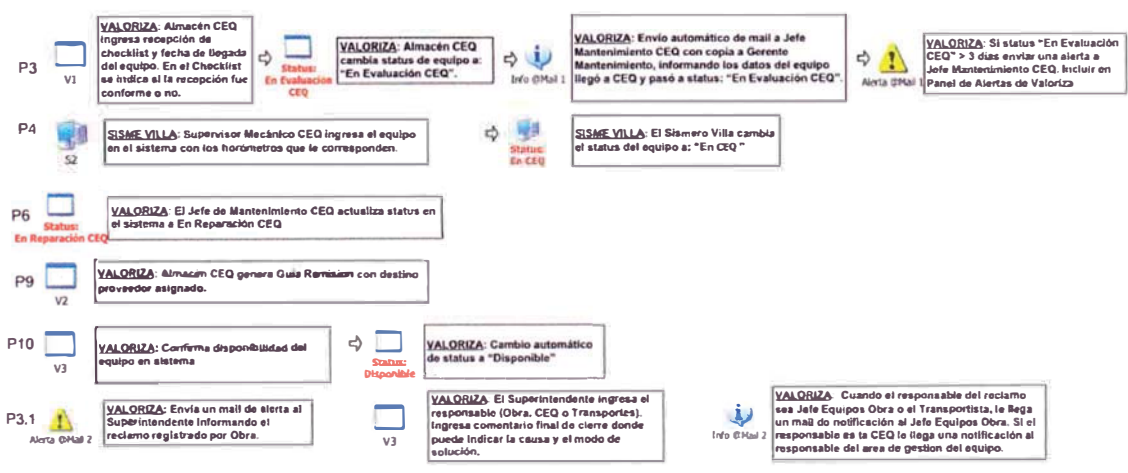 P3
V1
VALORIZA: Almacén CEQ
ingresa recepción de
checklist y fecha de llegada
del equipo. En el Checklist
se indica si la recepción fue
conforme o no.
Status:
En Evaluación
CEQ
VALORIZA: Almacén CEQ
cambia status de equipo a:
"En Evaluación CEQ".
Info @Mail 1
VALORIZA: Envío automático de mail a Jefe
Mantenimiento CEQ con copia a Gerente
Mantenimiento, informando los datos del equipo
llegó a CEQ y pasó a status: "En Evaluación CEQ".
Alerta @Mail 1
VALORIZA: Si status "En Evaluación
CEQ" > 3 días enviar una alerta a
Jefe Mantenimiento CEQ. Incluir en
Panel de Alertas de Valoriza
P4
S2
SISME VILLA: Supervisor Mecánico CEQ ingresa el equipo
en el sistema con los horómetros que le corresponden.
Status:
En CEQ
SISME VILLA: El Sismero Villa cambia
el status del equipo a: "En CEQ "
P6
Status:
En Reparación CEQ
VALORIZA: El Jefe de Mantenimiento CEQ actualiza status en
el sistema a En Reparación CEQ
P9
V2
VALORIZA: Almacen CEQ genera Guia Remision con destino
proveedor asignado.
P10
V3
VALORIZA: Confirma disponibilidad del
equipo en sistema
Status:
Disponible
VALORIZA: Cambio automático
de status a "Disponible"
P3.1
Alerta @Mail 2
VALORIZA: Envía un mail de alerta al
Superintendente Informando el
reclamo registrado por Obra.
V3
VALORIZA. El Superintendente ingresa el
responsable (Obra. CEQ o Transportes).
Ingresa comentario final de cierre donde
puede Indicar la causa y el modo de
solución.
Info @Mail 2
VALORIZA. Cuando el responsable del reclamo
sea Jefe Equipos Obra o el Transportista, le llega
un mail do notificación al Jefe Equipos Obra. Si el
responsable es ta CEQ le llega una notificación al
responsable del area de gestion del equipo.